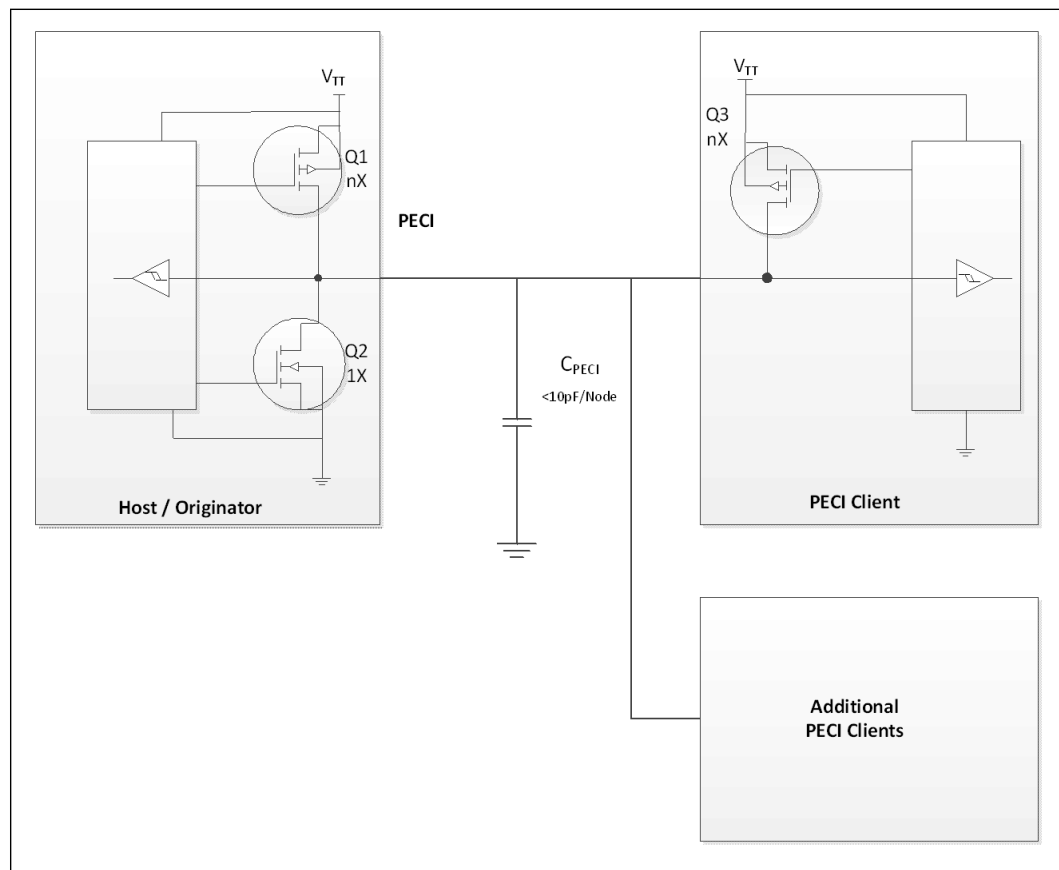 V_TT
Q1
nX
Q2
1X
Host / Originator
PECI
C_PECI
<10pF/Node
V_TT
Q3
nX
PECI Client
Additional
PECI Clients